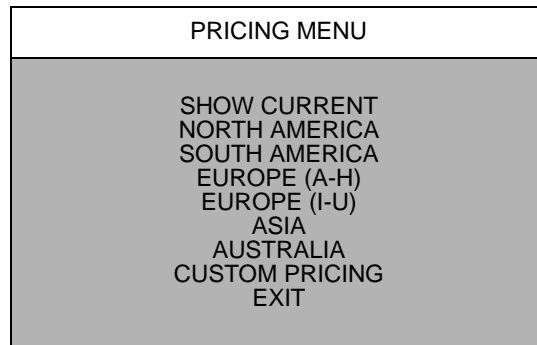 PRICING MENU
SHOW CURRENT
NORTH AMERICA
SOUTH AMERICA
EUROPE (A-H)
EUROPE (I-U)
ASIA
AUSTRALIA
CUSTOM PRICING
EXIT